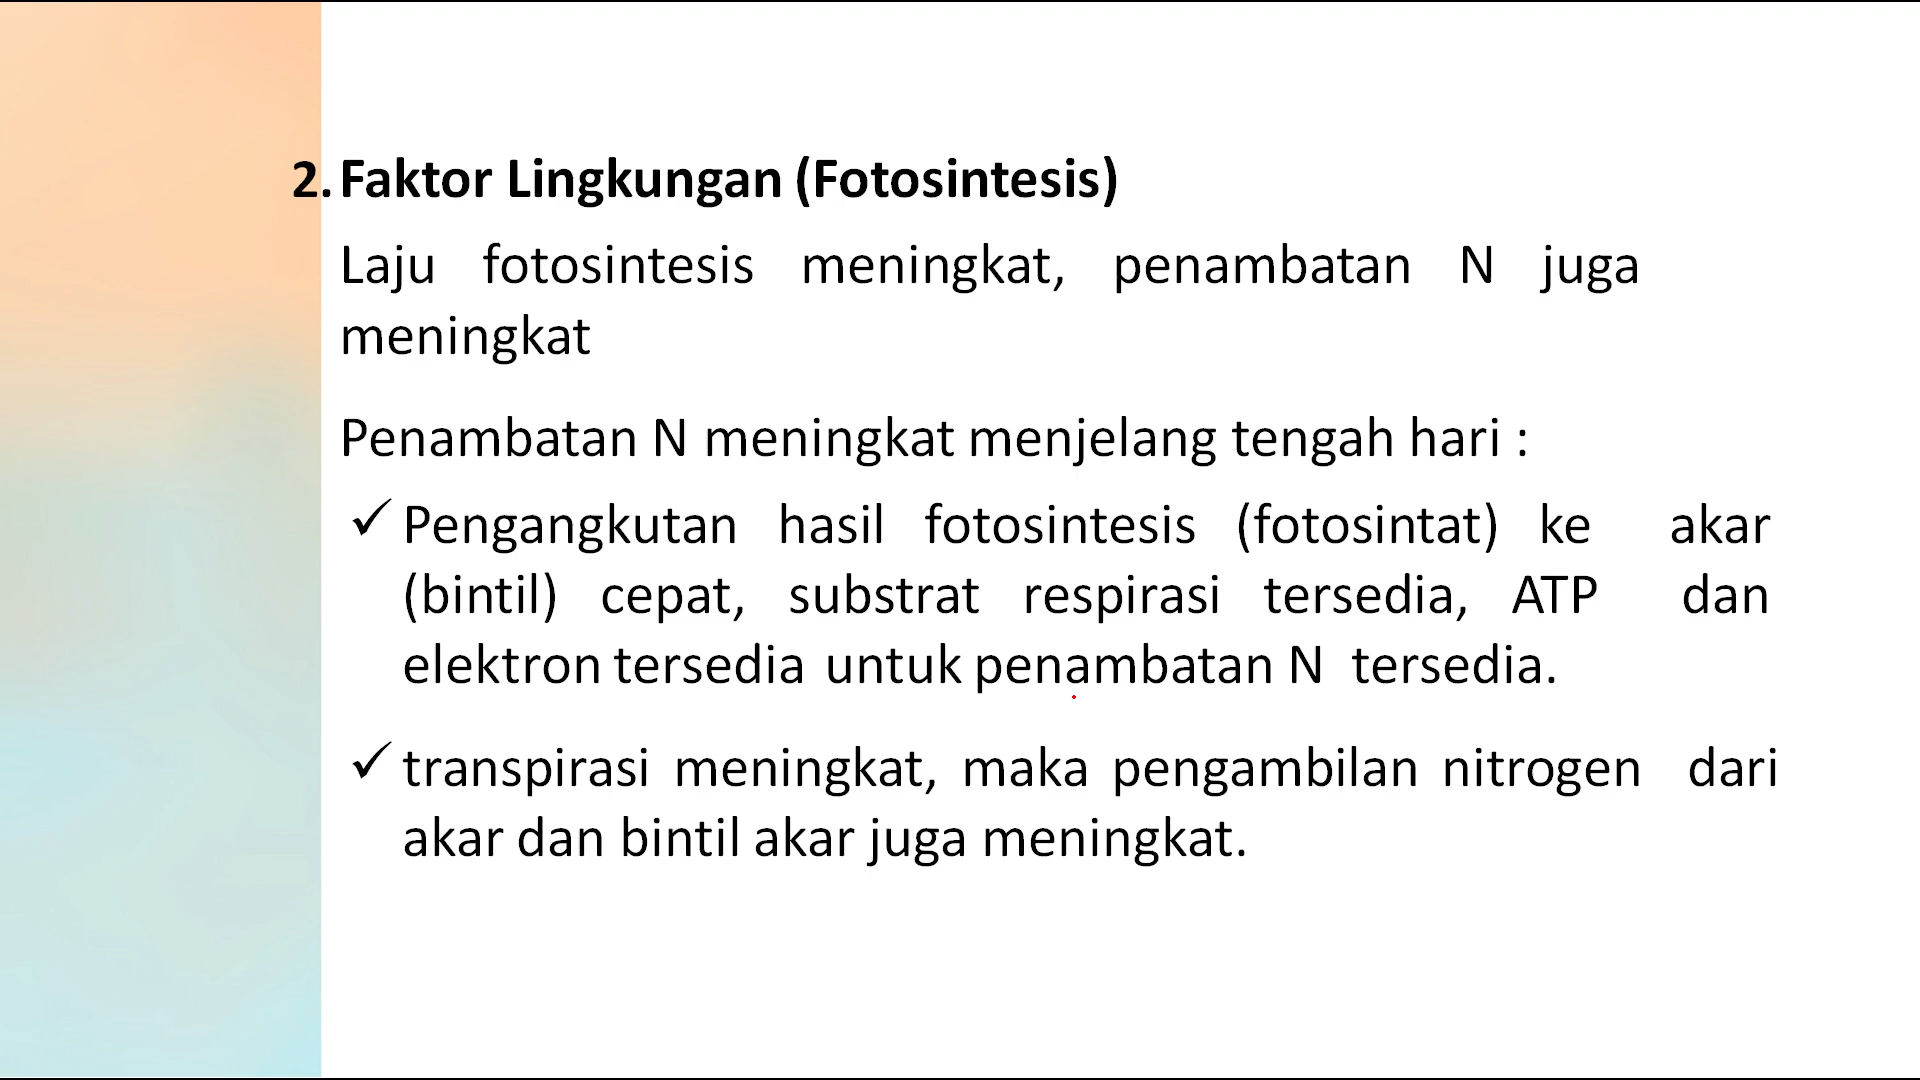 2. Faktor Lingkungan (Fotosintesis)
Laju fotosintesis meningkat, penambatan N juga
meningkat
Penambatan N meningkat menjelang tengah hari :
✓ Pengangkutan hasil fotosintesis (fotosintat) ke akar
(bintil) cepat, substrat respirasi tersedia, ATP dan
elektron tersedia untuk penambatan N tersedia.
✓ transpirasi meningkat, maka pengambilan nitrogen dari
akar dan bintil akar juga meningkat.